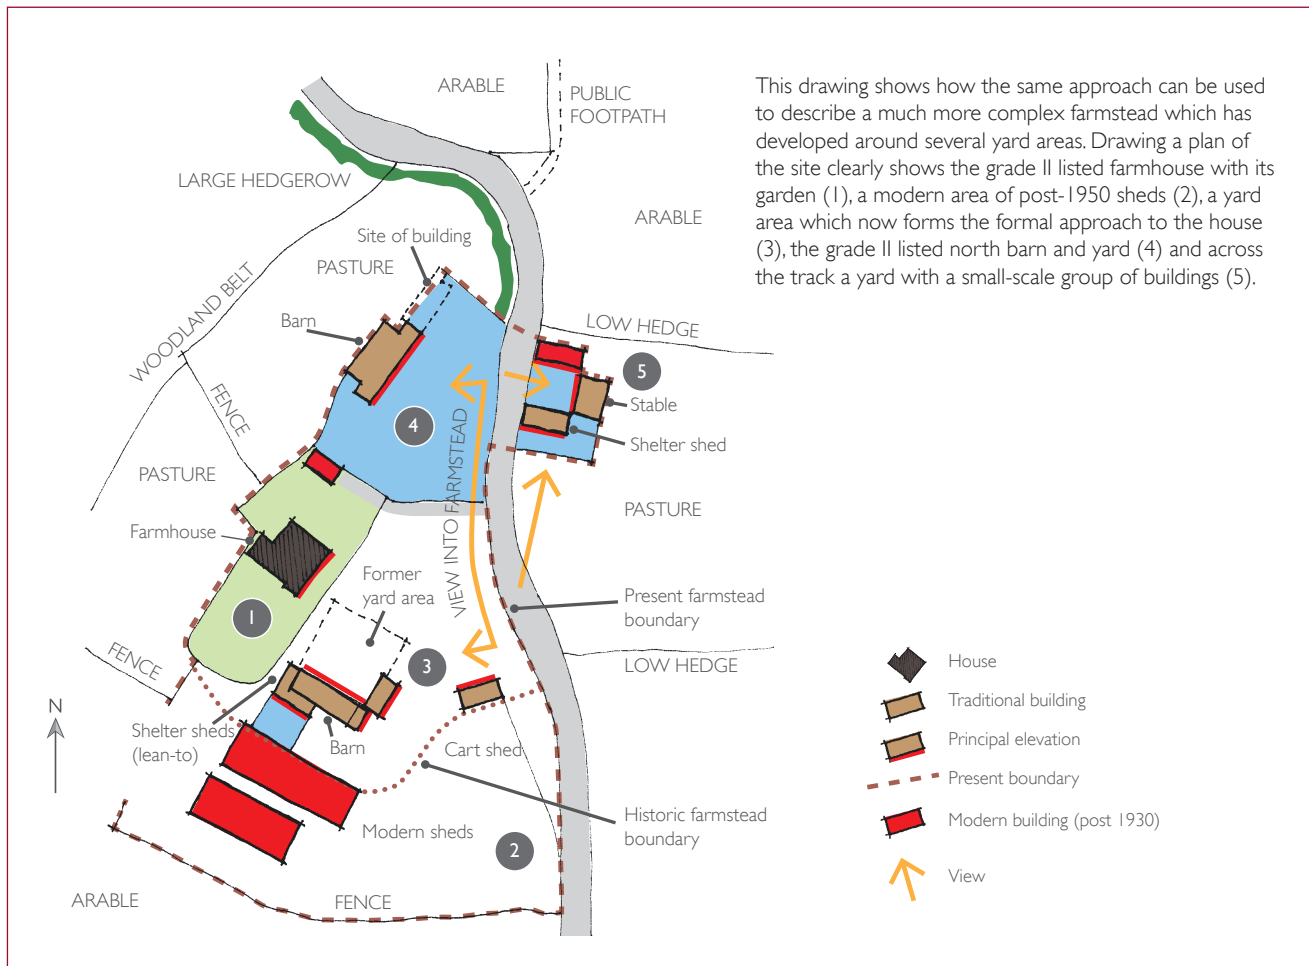 This drawing shows how the same approach can be used
to describe a much more complex farmstead which has
developed around several yard areas. Drawing a plan of
the site clearly shows the grade II listed farmhouse with its
garden (1), a modern area of post-1950 sheds (2), a yard
area which now forms the formal approach to the house
(3), the grade II listed north barn and yard (4) and across
the track a yard with a small-scale group of buildings (5).
ARABLE
PUBLIC
FOOTPATH
LARGE HEDGEROW
ARABLE
Site of building
PASTURE
WOODLAND BELT
Barn
LOW HEDGE
5
FENCE
Stable
4
Shelter shed
PASTURE
VIEW INTO FARMSTEAD
PASTURE
Farmhouse
Former
yard area
Present farmstead
boundary
1
FENCE
3
LOW HEDGE
N
Shelter sheds
(lean-to)
Barn
Cart shed
Modern sheds
Historic farmstead
boundary
2
ARABLE
FENCE
House
Traditional building
Principal elevation
Present boundary
Modern building (post 1930)
View